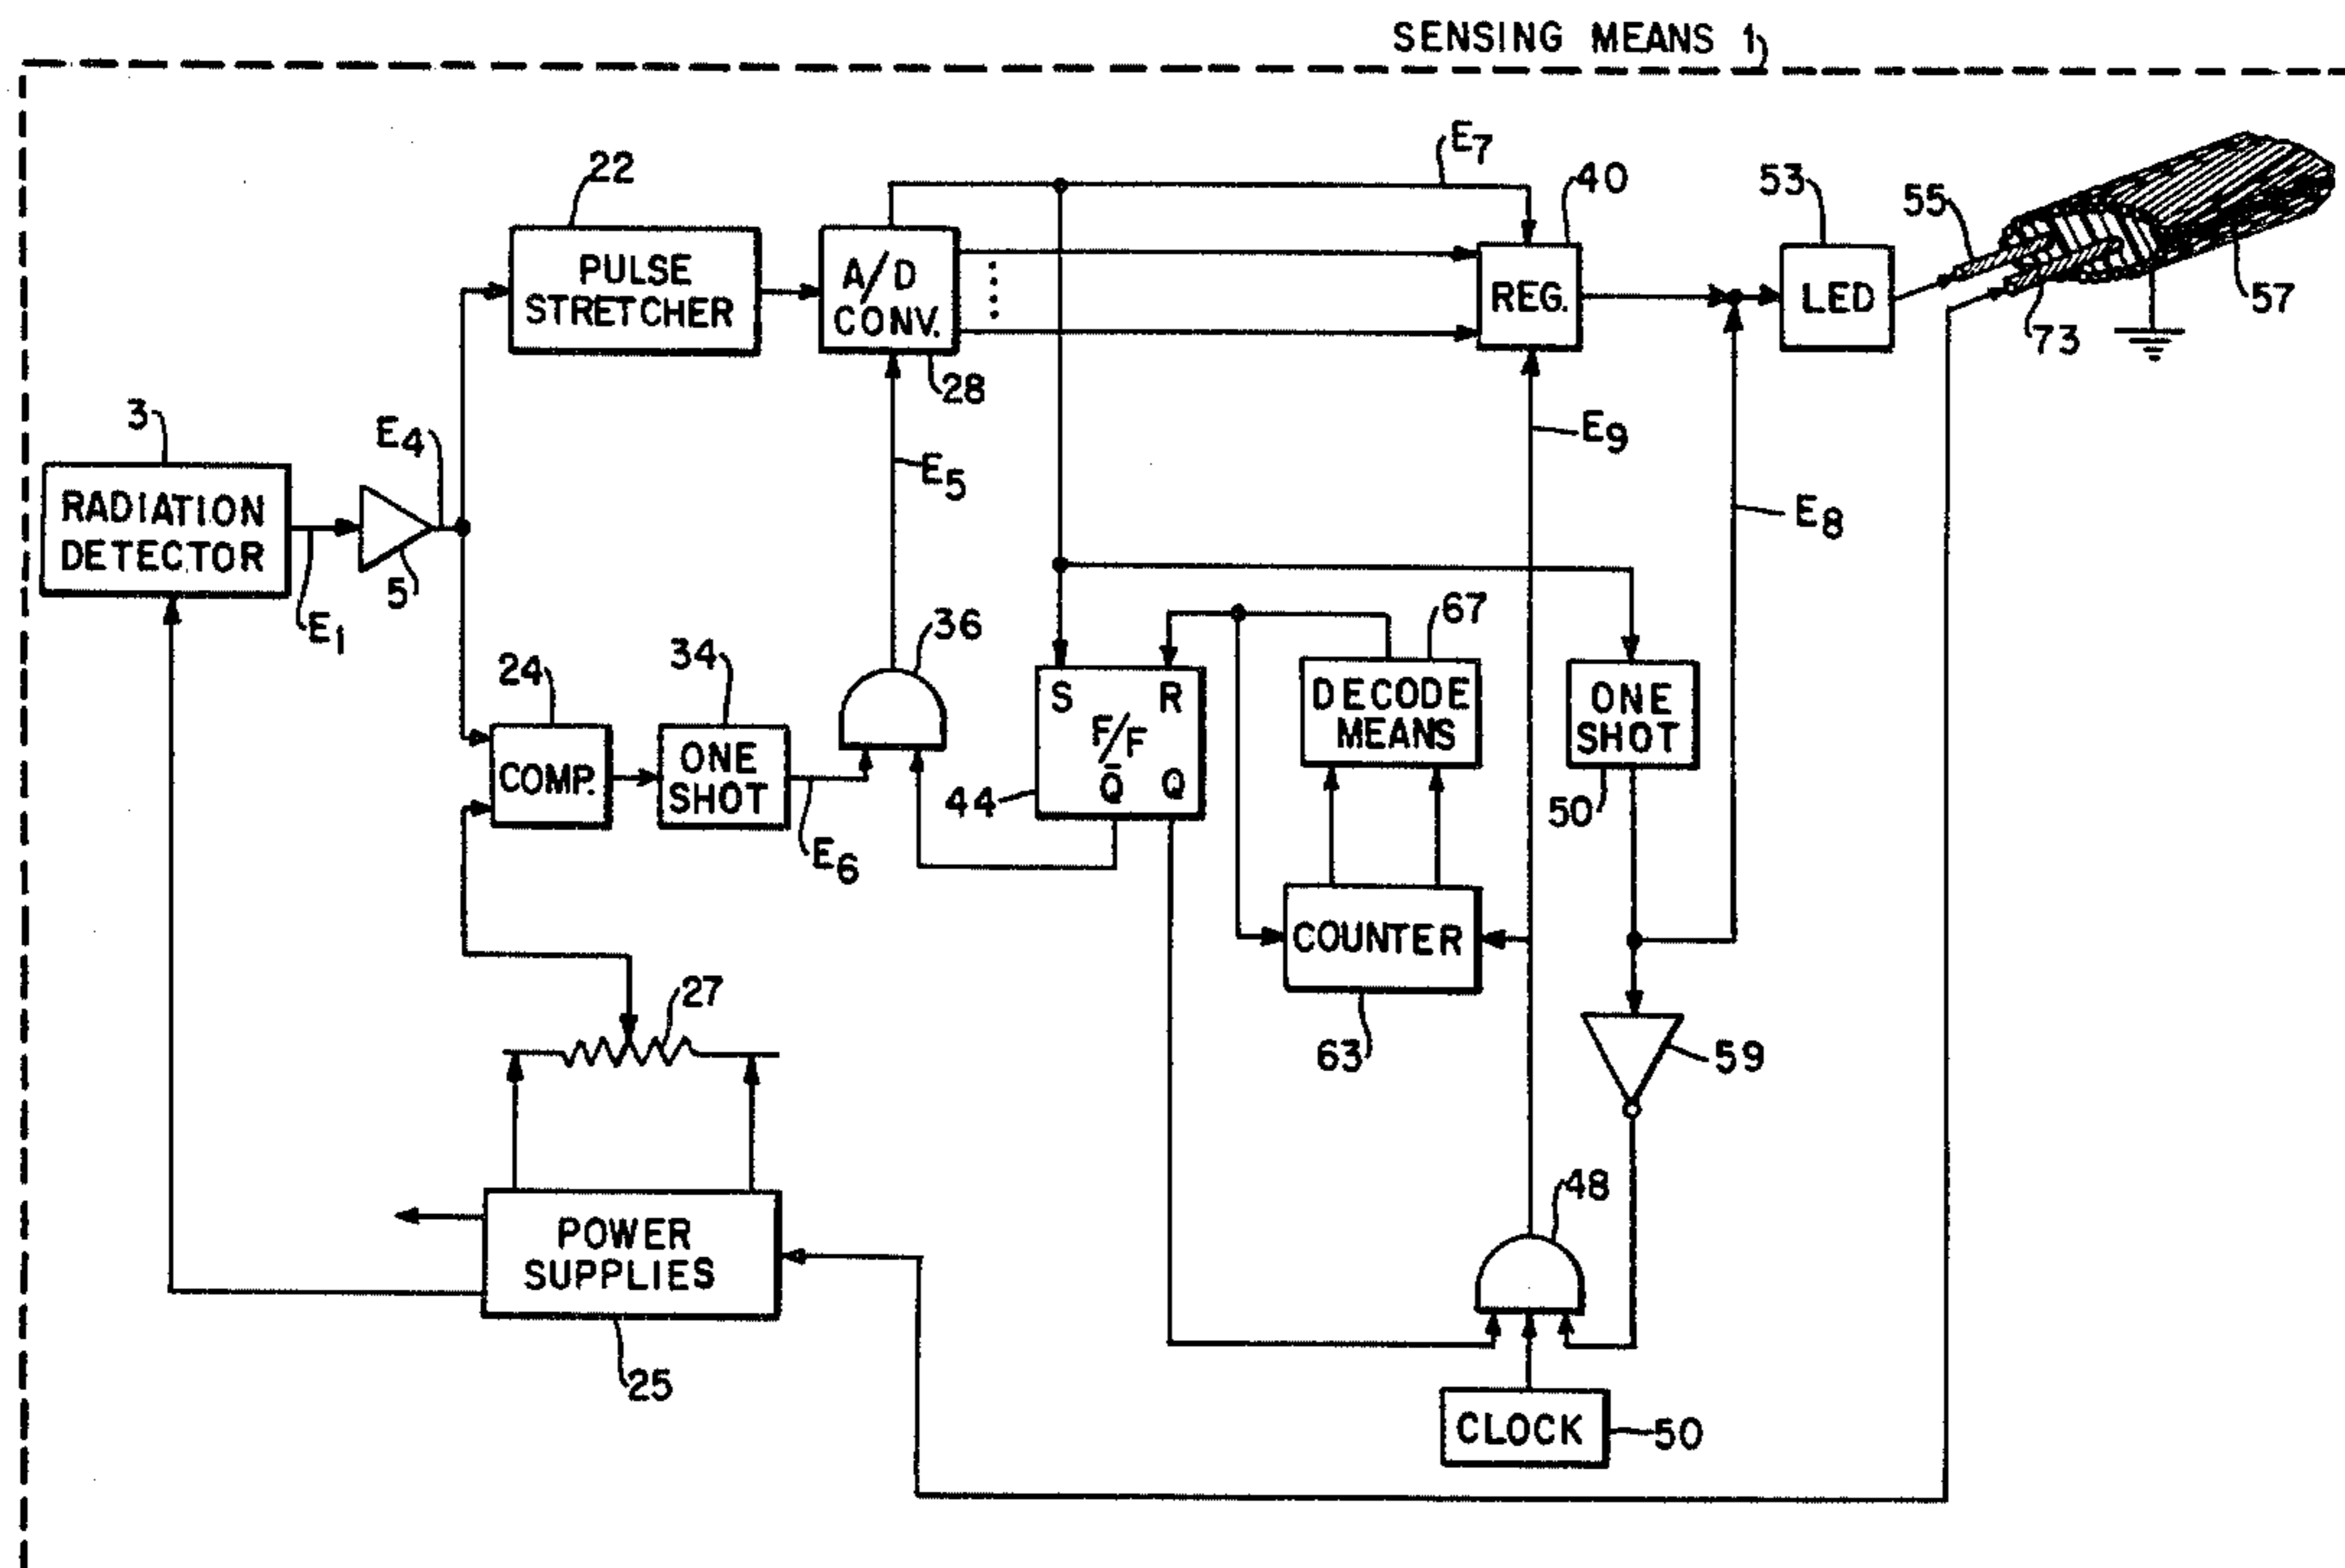 SENSING MEANS 1
E7
22
40
53
55
PULSE
STRETCHER
A/D
CONV.
REG.
LED
57
73
28
3
E4
E9
E5
E8
RADIATION
DETECTOR
5
E1
36
67
24
34
S R
F/F
Q̄ Q
DECODE
MEANS
ONE
SHOT
COMP.
ONE
SHOT
44
50
E6
COUNTER
27
63
59
48
POWER
SUPPLIES
25
CLOCK
50